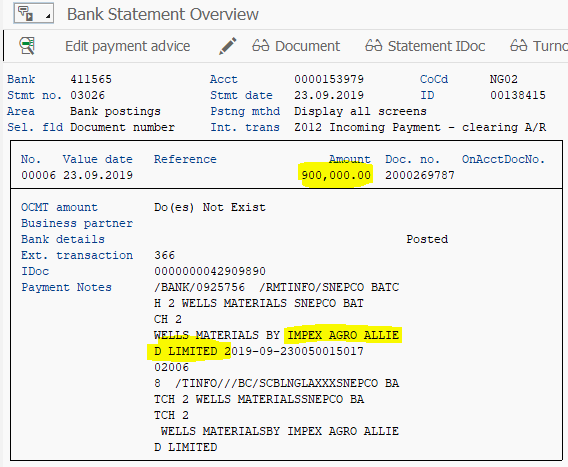 Bank Statement Overview
Edit payment advice Document Statement IDoc Turno
Bank 411565 Acct 0000153979 CoCd NG02
Stmt no. 03026 Stmt date 23.09.2019 ID 00138415
Area Bank postings Pstng mthd Display all screens
Sel. fld Document number Int. trans Z012 Incoming Payment - clearing A/R
No. Value date Reference Amount Doc. no. OnAcctDocNo.
00006 23.09.2019 900,000.00 2000269787
OCMT amount Do(es) Not Exist
Business partner
Bank details Posted
Ext. transaction 366
IDoc 0000000042909890
Payment Notes /BANK/0925756 /RMTINFO/SNEPCO BATC
H 2 WELLS MATERIALS SNEPCO BAT
CH 2
WELLS MATERIALS BY IMPEX AGRO ALLIE
D LIMITED 2019-09-230050015017
02006
8 /TINFO///BC/SCBLNGLAXXXSNEPCO BA
TCH 2 WELLS MATERIALSSNEPCO BA
TCH 2
WELLS MATERIALSBY IMPEX AGRO ALLIE
D LIMITED